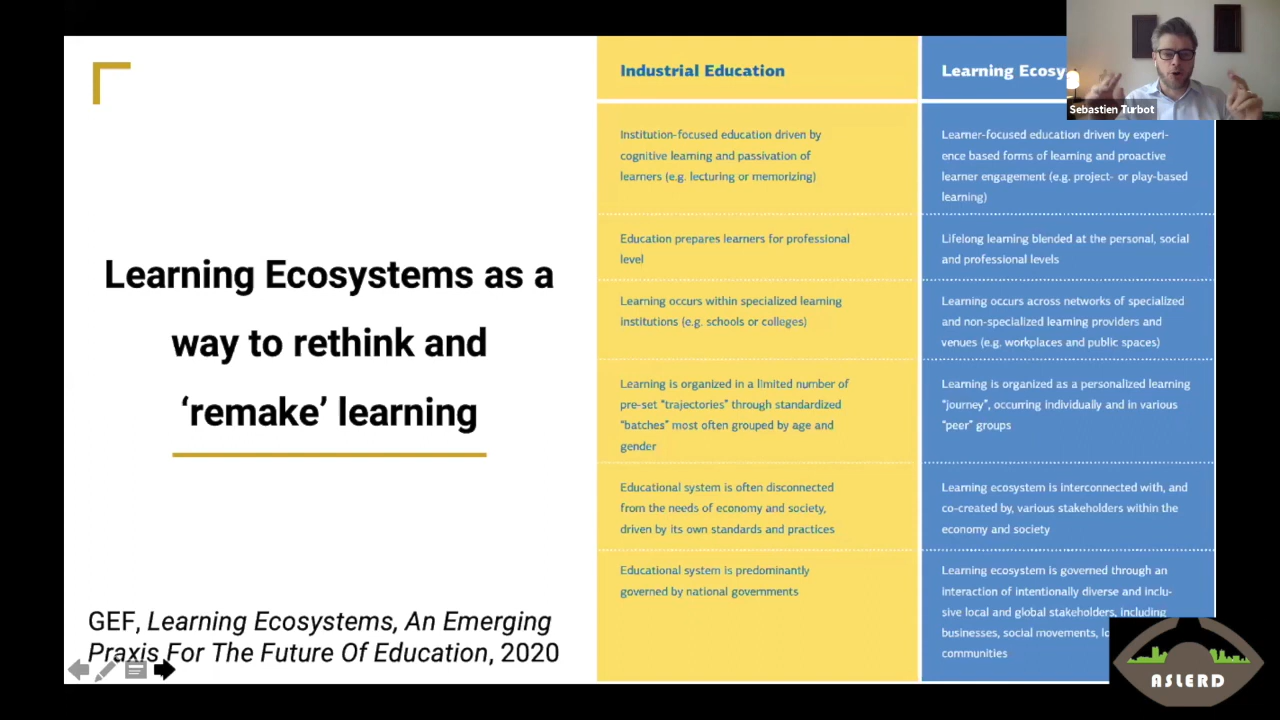 Learning Ecosystems as a
way to rethink and
‘remake’ learning
GEF, Learning Ecosystems, An Emerging
Praxis For The Future Of Education, 2020
Industrial Education
Institution-focused education driven by
cognitive learning and passivation of
learners (e.g. lecturing or memorizing)
Education prepares learners for professional
level
Learning occurs within specialized learning
institutions (e.g. schools or colleges)
Learning is organized in a limited number of
pre-set “trajectories” through standardized
“batches” most often grouped by age and
gender
Educational system is often disconnected
from the needs of economy and society,
driven by its own standards and practices
Educational system is predominantly
governed by national governments
Learning Ecosy
Learner-focused education driven by experi-
ence based forms of learning and proactive
learner engagement (e.g. project- or play-based
learning)
Lifelong learning blended at the personal, social
and professional levels
Learning occurs across networks of specialized
and non-specialized learning providers and
venues (e.g. workplaces and public spaces)
Learning is organized as a personalized learning
“journey”, occurring individually and in various
“peer” groups
Learning ecosystem is interconnected with, and
co-created by, various stakeholders within the
economy and society
Learning ecosystem is governed through an
interaction of intentionally diverse and inclu-
sive local and global stakeholders, including
businesses, social movements,
communities
Sebastien Turbot
ASLERD